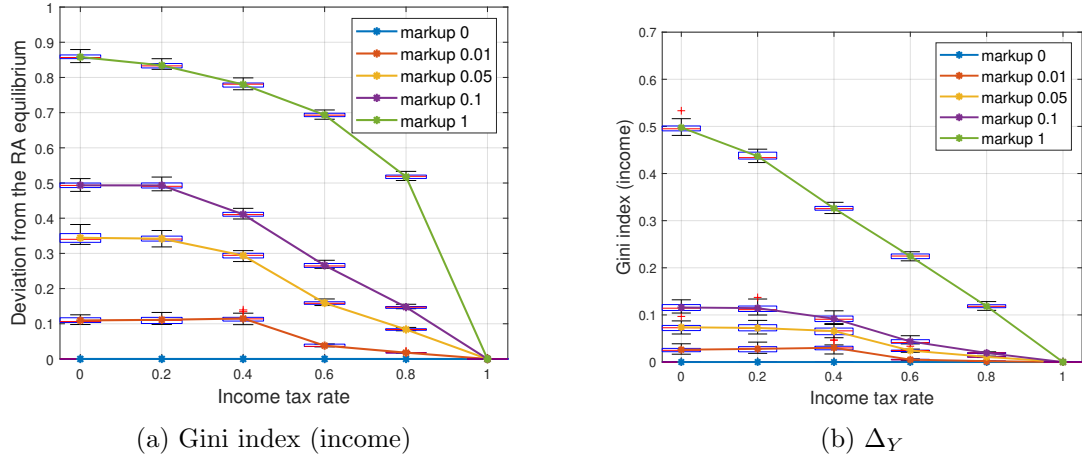 Deviation from the RA equilibrium
1
0.9
0.8
0.7
0.6
0.5
0.4
0.3
0.2
0.1
0
0 0.2 0.4 0.6 0.8 1
Income tax rate
markup 0
markup 0.01
markup 0.05
markup 0.1
markup 1
(a) Gini index (income)
Gini index (income)
0.7
0.6
0.5
0.4
0.3
0.2
0.1
0
0 0.2 0.4 0.6 0.8 1
Income tax rate
markup 0
markup 0.01
markup 0.05
markup 0.1
markup 1
(b) Δ_Y